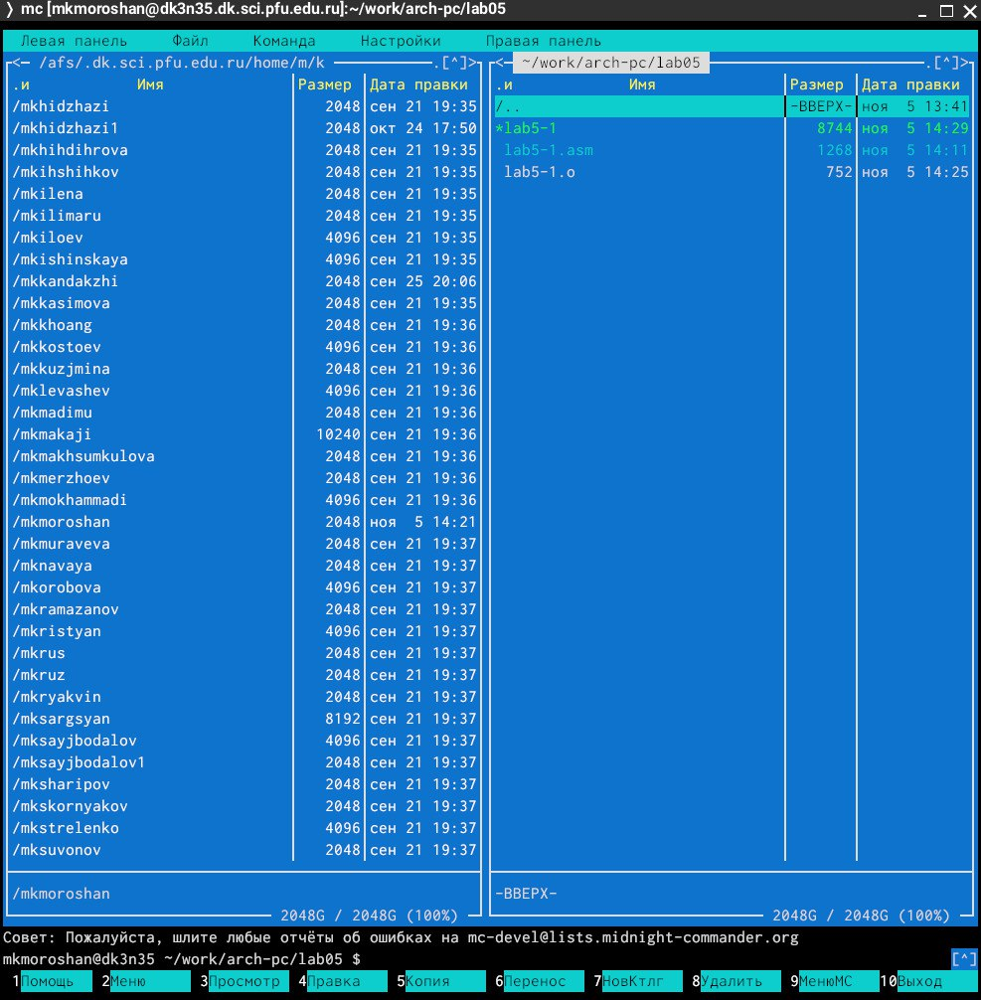 mc [mkmoroshan@dk3n35.dk.sci.pfu.edu.ru]:~/work/arch-pc/lab05
Левая панель Файл Команда Настройки Правая панель
<- /afs/.dk.sci.pfu.edu.ru/home/m/k .[^]>
.и Имя Размер Дата правки
/mkhidzhazi 2048 сен 21 19:35
/mkhidzhazi1 2048 окт 24 17:50
/mkhihdihrova 2048 сен 21 19:35
/mkihshihkov 2048 сен 21 19:35
/mkilena 2048 сен 21 19:35
/mkilimaru 2048 сен 21 19:35
/mkiloev 4096 сен 21 19:35
/mkishinskaya 4096 сен 21 19:35
/mkkandakzhi 2048 сен 25 20:06
/mkkasimova 2048 сен 21 19:35
/mkkhoang 2048 сен 21 19:36
/mkkostoev 4096 сен 21 19:36
/mkkuzjmina 2048 сен 21 19:36
/mklevashev 4096 сен 21 19:36
/mkmadimu 2048 сен 21 19:36
/mkmakaji 10240 сен 21 19:36
/mkmakhsumkulova 2048 сен 21 19:36
/mkmerzhoev 2048 сен 21 19:36
/mkmokhammadi 4096 сен 21 19:36
/mkmoroshan 2048 ноя 5 14:21
/mkmuraveva 2048 сен 21 19:37
/mknavaya 2048 сен 21 19:37
/mkorobova 4096 сен 21 19:37
/mkramazanov 2048 сен 21 19:37
/mkristyan 4096 сен 21 19:37
/mkrus 2048 сен 21 19:37
/mkruz 2048 сен 21 19:37
/mkryakvin 2048 сен 21 19:37
/mksargsyan 8192 сен 21 19:37
/mksayjbodalov 4096 сен 21 19:37
/mksayjbodalov1 2048 сен 21 19:37
/mksharipov 2048 сен 21 19:37
/mkskornyakov 2048 сен 21 19:37
/mkstrelenko 4096 сен 21 19:37
/mksuvonov 2048 сен 21 19:37
/mkmoroshan
2048G / 2048G (100%)
<- ~/work/arch-pc/lab05 .[^]>
.и Имя Размер Дата правки
/.. -ВВЕРХ- ноя 5 13:41
*lab5-1 8744 ноя 5 14:29
lab5-1.asm 1268 ноя 5 14:11
lab5-1.o 752 ноя 5 14:25
-ВВЕРХ-
2048G / 2048G (100%)
Совет: Пожалуйста, шлите любые отчёты об ошибках на mc-devel@lists.midnight-commander.org
mkmoroshan@dk3n35 ~/work/arch-pc/lab05 $ [^]
1Помощь 2Меню 3Просмотр 4Правка 5Копия 6Перенос 7НовКтлг 8Удалить 9МенюМС 10Выход